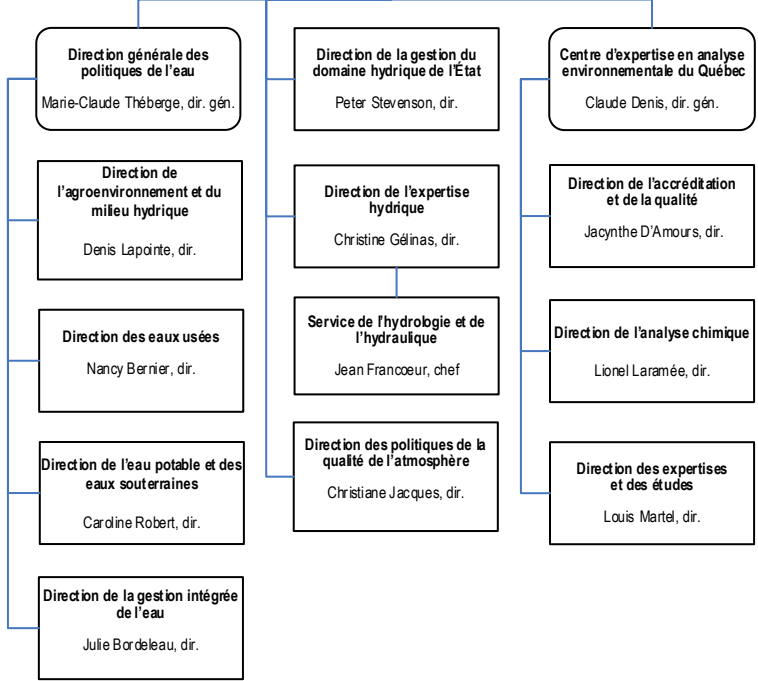 Direction générale des
politiques de l'eau
Marie-Claude Théberge, dir. gén.
Direction de
l'agroenvironnement et du
milieu hydrique
Denis Lapointe, dir.
Direction des eaux usées
Nancy Bernier, dir.
Direction de l'eau potable et des
eaux souterraines
Caroline Robert, dir.
Direction de la gestion intégrée
de l'eau
Julie Bordeleau, dir.
Direction de la gestion du
domaine hydrique de l'État
Peter Stevenson, dir.
Direction de l'expertise
hydrique
Christine Gélinas, dir.
Service de l'hydrologie et de
l'hydraulique
Jean Francœur, chef
Direction des politiques de la
qualité de l'atmosphère
Christiane Jacques, dir.
Centre d'expertise en analyse
environnementale du Québec
Claude Denis, dir. gén.
Direction de l'accréditation
et de la qualité
Jacynthe D'Amours, dir.
Direction de l'analyse chimique
Lionel Laramée, dir.
Direction des expertises
et des études
Louis Martel, dir.